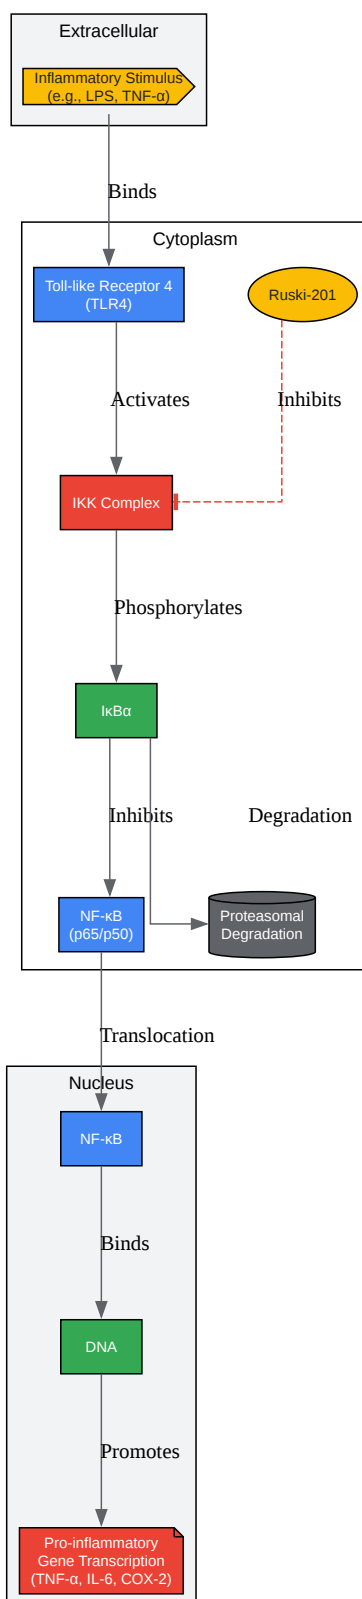 Extracellular
Inflammatory Stimulus
(e.g., LPS, TNF-α)
Binds
Cytoplasm
Toll-like Receptor 4
(TLR4)
Ruski-201
Activates
Inhibits
IKK Complex
Phosphorylates
IκBα
Inhibits
Degradation
NF-κB
(p65/p50)
Proteasomal
Degradation
Translocation
Nucleus
NF-κB
Binds
DNA
Promotes
Pro-inflammatory
Gene Transcription
(TNF-α, IL-6, COX-2)